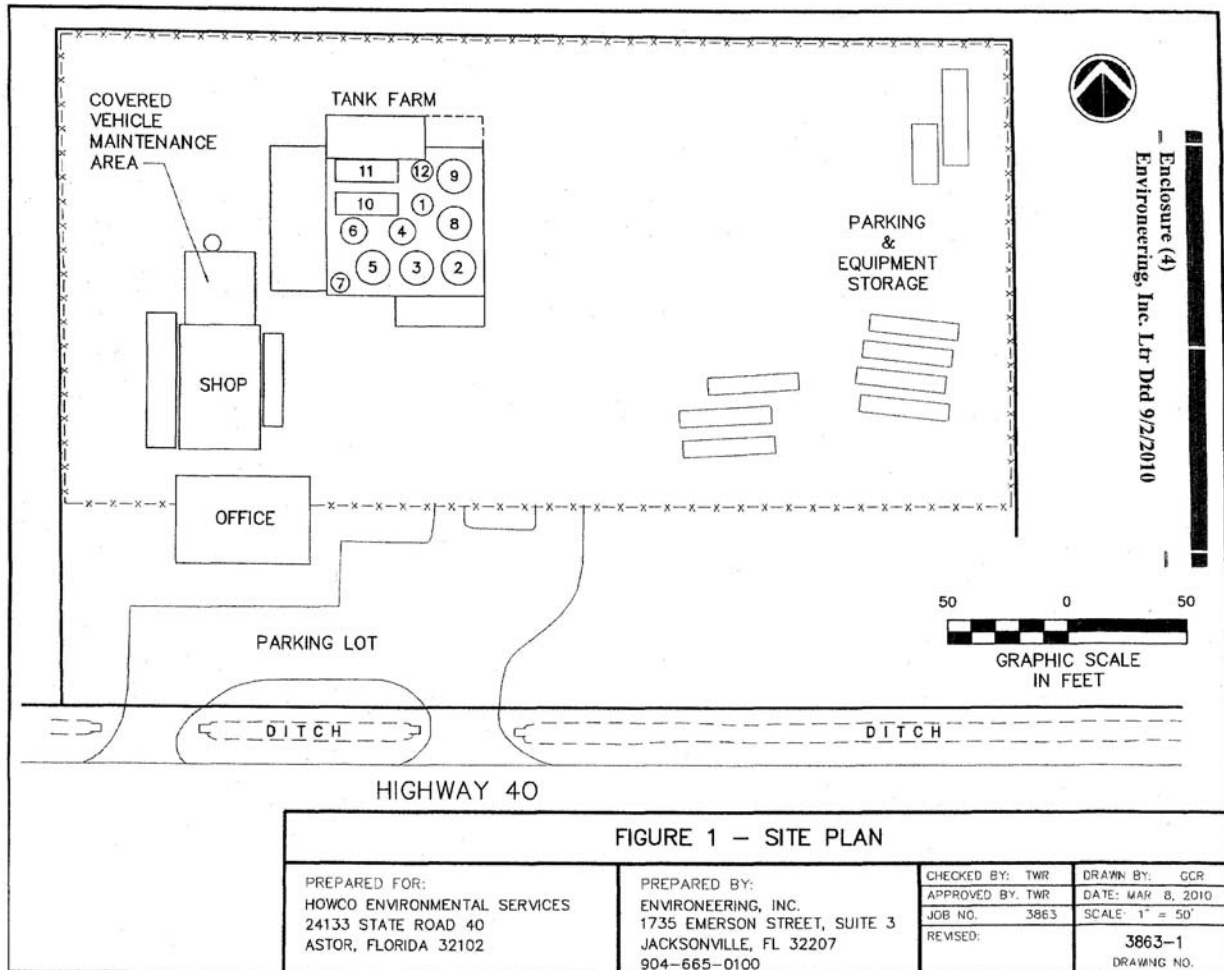 COVERED
VEHICLE
MAINTENANCE
AREA
TANK FARM
11
12
9
10
1
6
4
8
5
3
2
7
SHOP
OFFICE
PARKING
&
EQUIPMENT
STORAGE
Enclosure (4)
Environeering, Inc. Ltr Dtd 9/2/2010
50 0 50
GRAPHIC SCALE
IN FEET
PARKING LOT
DITCH
DITCH
HIGHWAY 40
FIGURE 1 – SITE PLAN
PREPARED FOR:
HOWCO ENVIRONMENTAL SERVICES
24133 STATE ROAD 40
ASTOR, FLORIDA 32102
PREPARED BY:
ENVIRONEERING, INC.
1735 EMERSON STREET, SUITE 3
JACKSONVILLE, FL 32207
904–665–0100
CHECKED BY: TWR
APPROVED BY: TWR
JOB NO. 3863
REVISED:
DRAWN BY: GCR
DATE: MAR 8, 2010
SCALE: 1" = 50'
3863–1
DRAWING NO.